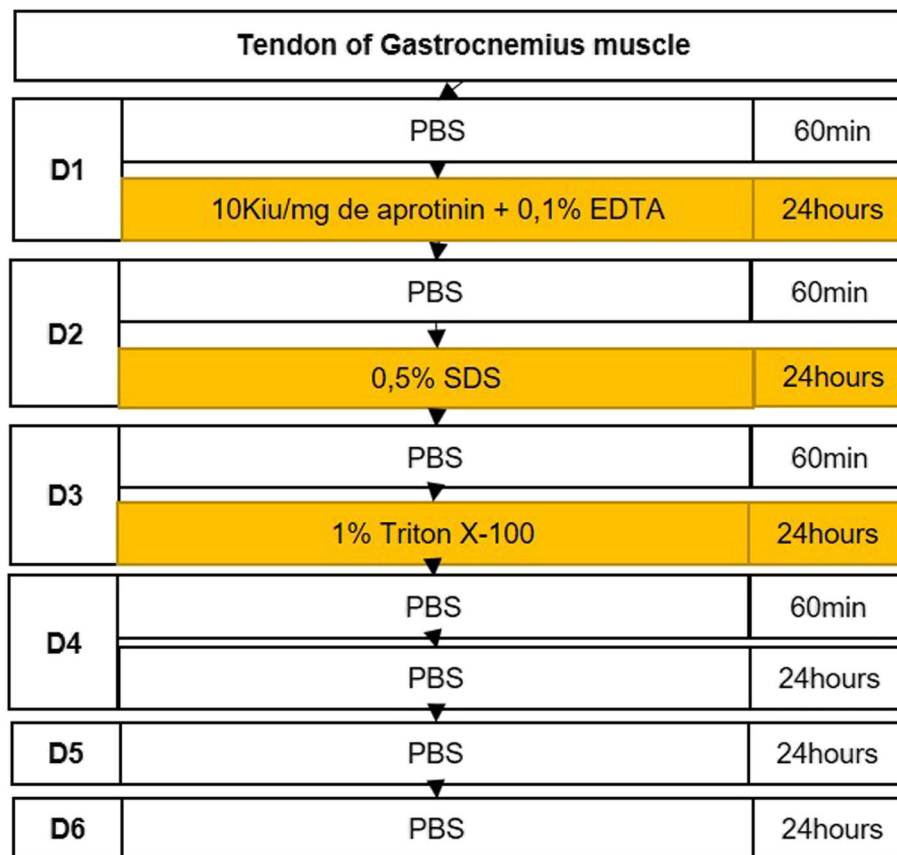 Tendon of Gastrocnemius muscle
D1
PBS 60min
10Kiu/mg de aprotinin + 0,1% EDTA 24hours
D2
PBS 60min
0,5% SDS 24hours
D3
PBS 60min
1% Triton X-100 24hours
D4
PBS 60min
PBS 24hours
D5 PBS 24hours
D6 PBS 24hours